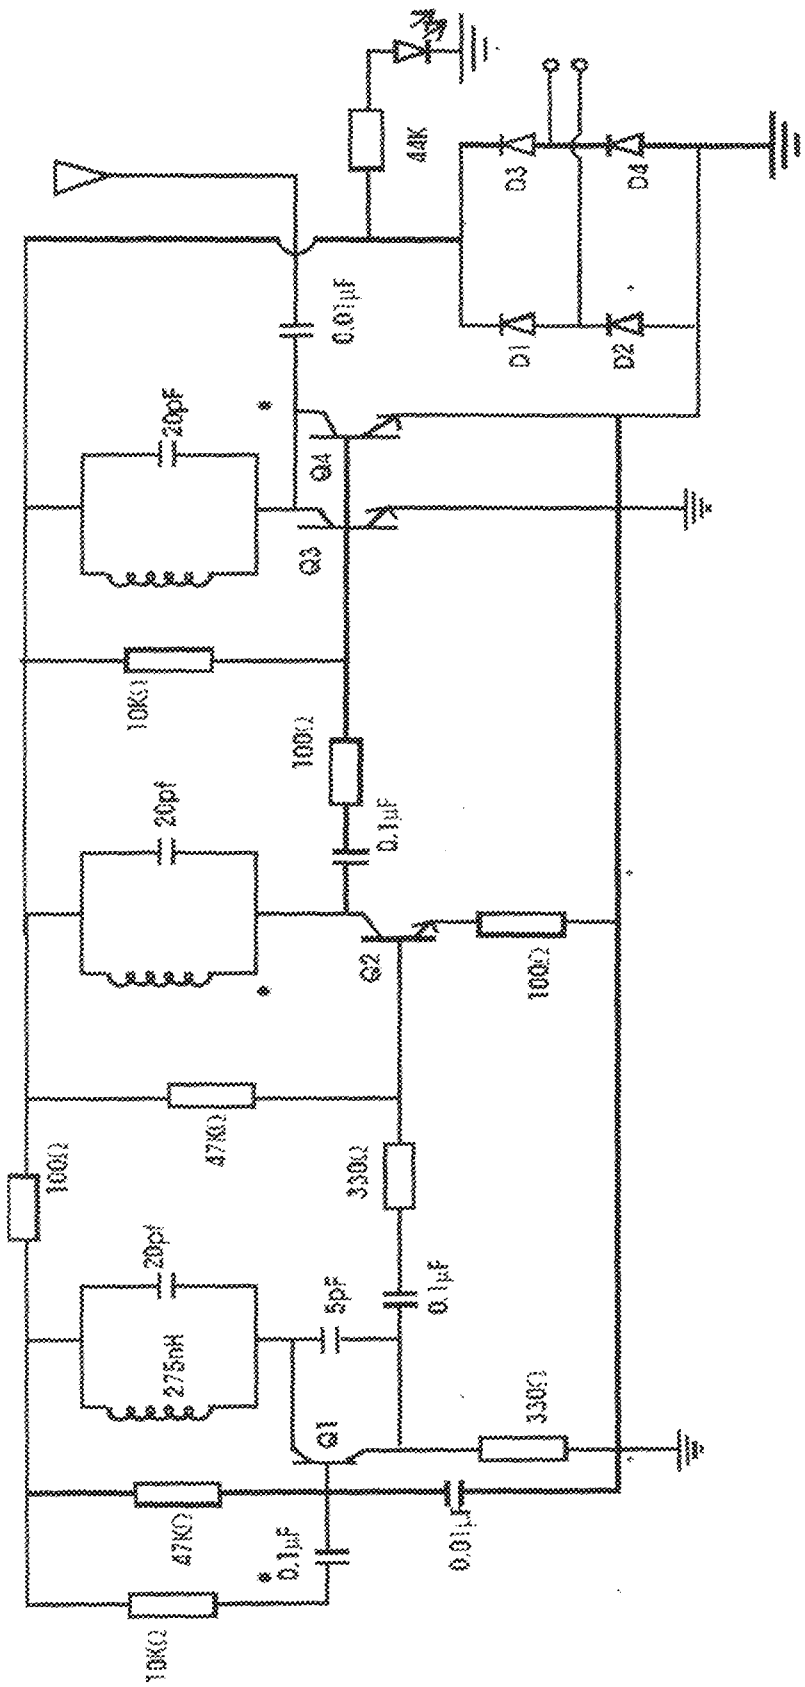 10KΩ
47KΩ
0.1μF
0.01μF
Q1
275nH
20pf
5pF
330Ω
0.1μF
330Ω
100Ω
47KΩ
Q2
100Ω
20pf
0.1μF
100Ω
10KΩ
Q3
Q4
20pF
0.01μF
D1
D2
D3
D4
44K